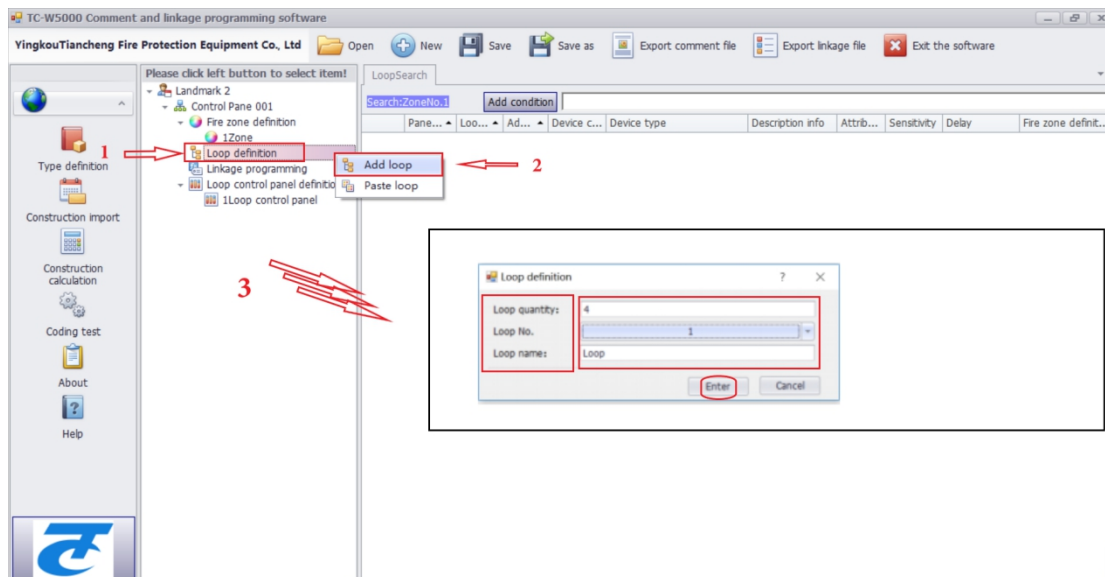 TC-W5000 Comment and linkage programming software
YingkouTiancheng Fire Protection Equipment Co., Ltd
Open
New
Save
Save as
Export comment file
Export linkage file
Exit the software
Type definition
Construction import
Construction
calculation
Coding test
About
Help
Please click left button to select item!
Landmark 2
Control Pane 001
Fire zone definition
1Zone
Loop definition
Linkage programming
Loop control panel definitio
1Loop control panel
1
Add loop
Paste loop
2
LoopSearch
Search:ZoneNo.1
Add condition
Pane... Loo... Ad... Device c... Device type Description info Attrib... Sensitivity Delay Fire zone definit...
3
Loop definition
?
Loop quantity: 4
Loop No. 1
Loop name: Loop
Enter
Cancel